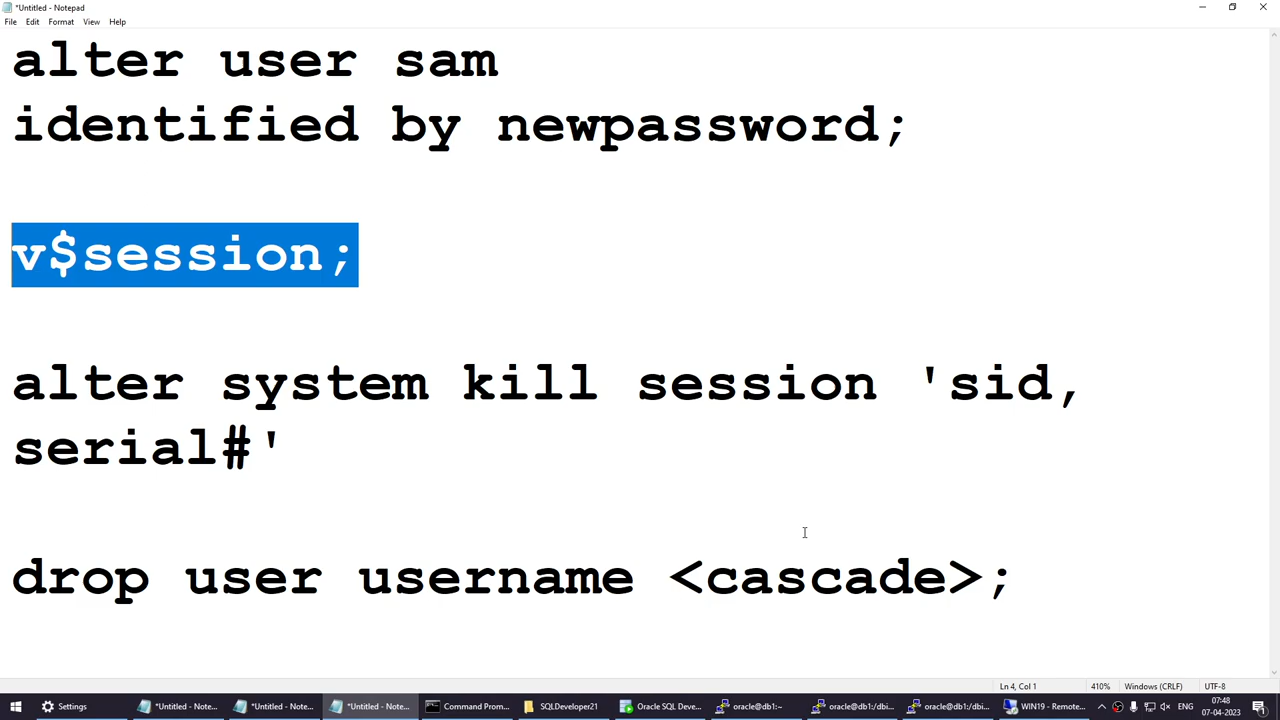 *Untitled - Notepad
File Edit Format View Help
alter user sam
identified by newpassword;
v$session;
alter system kill session 'sid,
serial#'
drop user username <cascade>;
Ln 4, Col 1 410% Windows (CRLF) UTF-8
Settings *Untitled - Note... *Untitled - Note... *Untitled - Note... Command Prom... SQLDeveloper21 Oracle SQL Deve... oracle@db1:~ oracle@db1:/dbi... oracle@db1:/dbi... WIN19 - Remote... ENG 07:48
07-04-2023